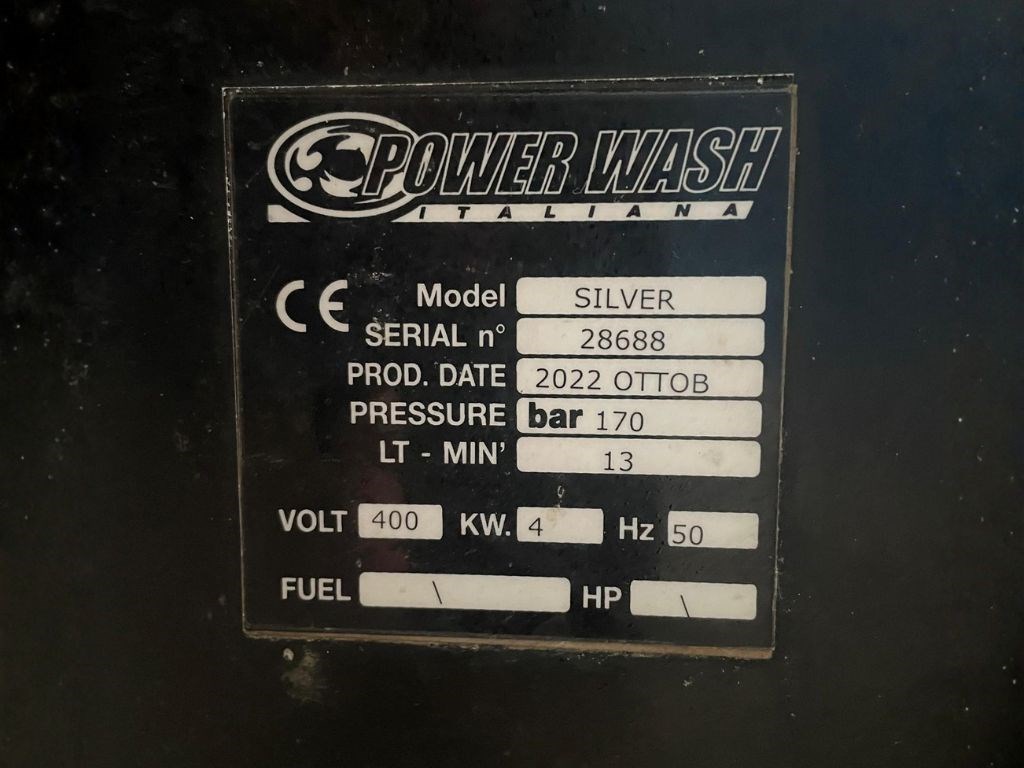 POWER WASH
ITALIANA
CE Model SILVER
SERIAL n° 28688
PROD. DATE 2022 OTTOB
PRESSURE bar 170
LT - MIN' 13
VOLT 400 KW. 4 Hz 50
FUEL \ HP \